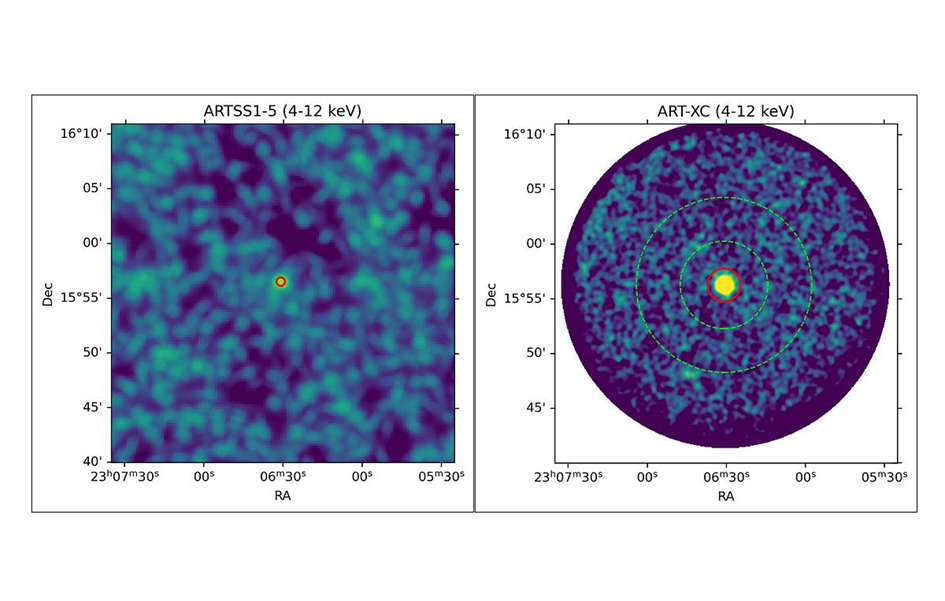 ARTSS1-5 (4-12 keV)
16°10'
05'
00'
15°55'
50'
45'
40'
Dec
23ʰ07ᵐ30ˢ 00ˢ 06ᵐ30ˢ 00ˢ 05ᵐ30ˢ
RA
ART-XC (4-12 keV)
16°10'
05'
00'
15°55'
50'
45'
Dec
23ʰ07ᵐ30ˢ 00ˢ 06ᵐ30ˢ 00ˢ 05ᵐ30ˢ
RA